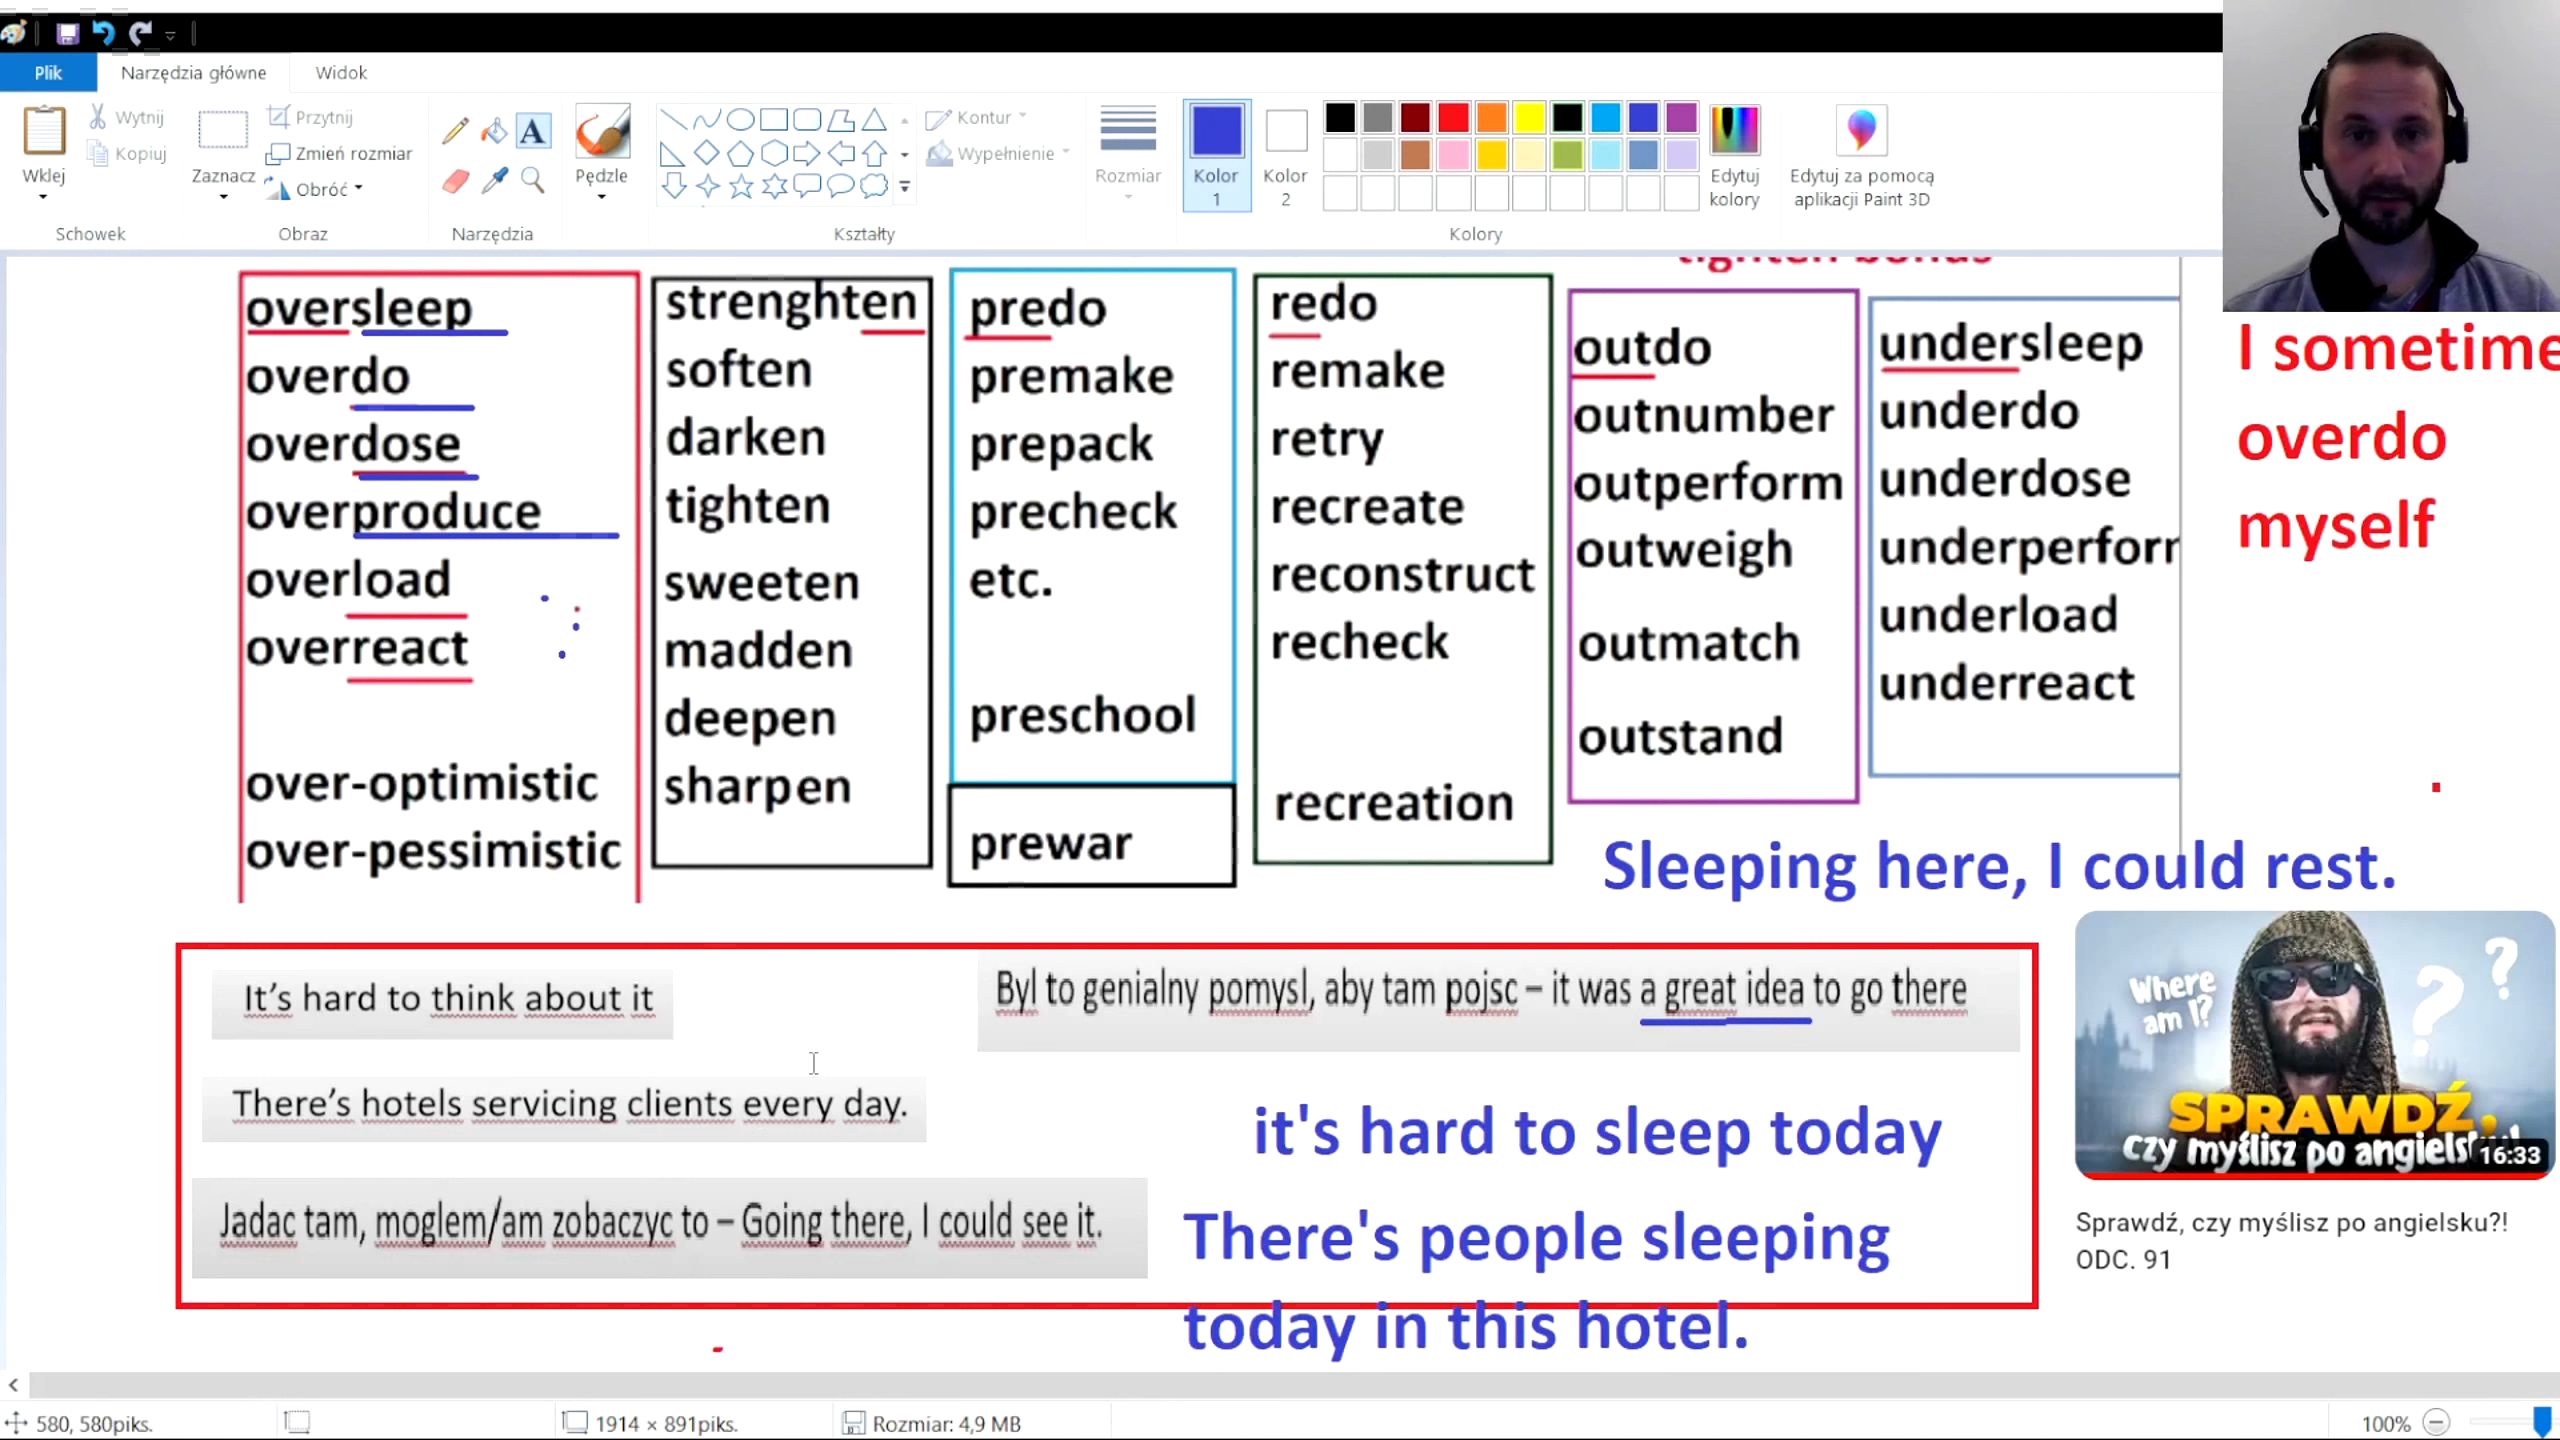 Plik
Narzędzia główne
Widok
Wklej
Wytnij
Kopiuj
Schowek
Zaznacz
Przytnij
Zmień rozmiar
Obróć
Obraz
A
Narzędzia
Pędzle
Kontur
Wypełnienie
Kształty
Rozmiar
Kolor
1
Kolor
2
Edytuj
kolory
Kolory
Edytuj za pomocą
aplikacji Paint 3D
oversleep
overdo
overdose
overproduce
overload
overreact
over-optimistic
over-pessimistic
strenghten
soften
darken
tighten
sweeten
madden
deepen
sharpen
predo
premake
prepack
precheck
etc.
preschool
prewar
redo
remake
retry
recreate
reconstruct
recheck
recreation
tighten bonds
outdo
outnumber
outperform
outweigh
outmatch
outstand
undersleep
underdo
underdose
underperfor
underload
underreact
I sometime
overdo
myself
Sleeping here, I could rest.
It's hard to think about it
Byl to genialny pomysl, aby tam pojsc – it was a great idea to go there
There's hotels servicing clients every day.
it's hard to sleep today
Jadac tam, moglem/am zobaczyc to – Going there, I could see it.
There's people sleeping
today in this hotel.
Where
am I?
? ?
SPRAWDŹ,
czy myślisz po angiels
16:33
Sprawdź, czy myślisz po angielsku?!
ODC. 91
580, 580piks.
1914 × 891piks.
Rozmiar: 4,9 MB
100%